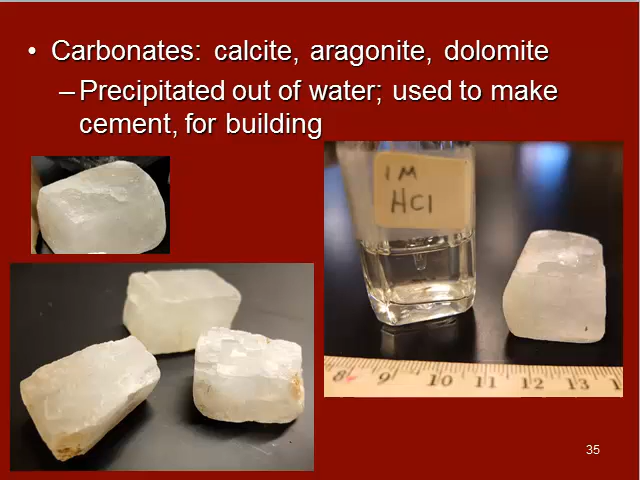 • Carbonates: calcite, aragonite, dolomite
– Precipitated out of water; used to make
cement, for building
1 M
HCl
8 9 10 11 12 13 1
35